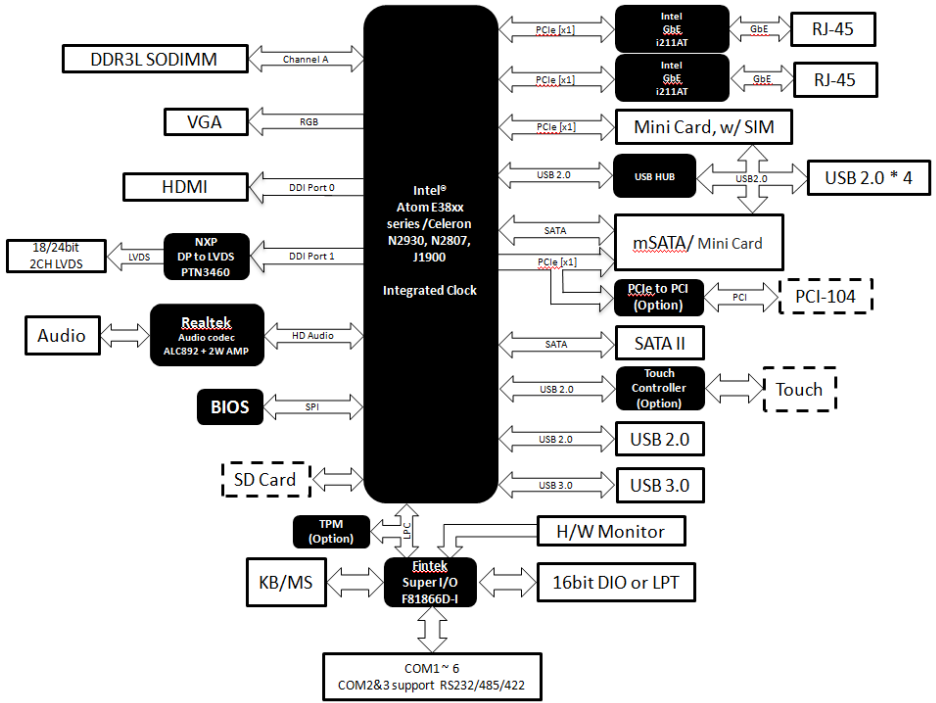 DDR3L SODIMM
Channel A
VGA
RGB
HDMI
DDI Port 0
18/24bit
2CH LVDS
LVDS
NXP
DP to LVDS
PTN3460
DDI Port 1
Audio
Realtek
Audio codec
ALC892 + 2W AMP
HD Audio
BIOS
SPI
SD Card
Intel®
Atom E38xx
series /Celeron
N2930, N2807,
J1900
Integrated Clock
PCIe [x1]
Intel
GbE
i211AT
GbE
RJ-45
PCIe [x1]
Intel
GbE
i211AT
GbE
RJ-45
PCIe [x1]
Mini Card, w/ SIM
USB 2.0
USB HUB
USB2.0
USB 2.0 * 4
SATA
mSATA/ Mini Card
PCIe [x1]
PCIe to PCI
(Option)
PCI
PCI-104
SATA
SATA II
USB 2.0
Touch
Controller
(Option)
Touch
USB 2.0
USB 2.0
USB 3.0
USB 3.0
TPM
(Option)
LPC
H/W Monitor
KB/MS
Fintek
Super I/O
F81866D-I
16bit DIO or LPT
COM1 ~ 6
COM2&3 support RS232/485/422